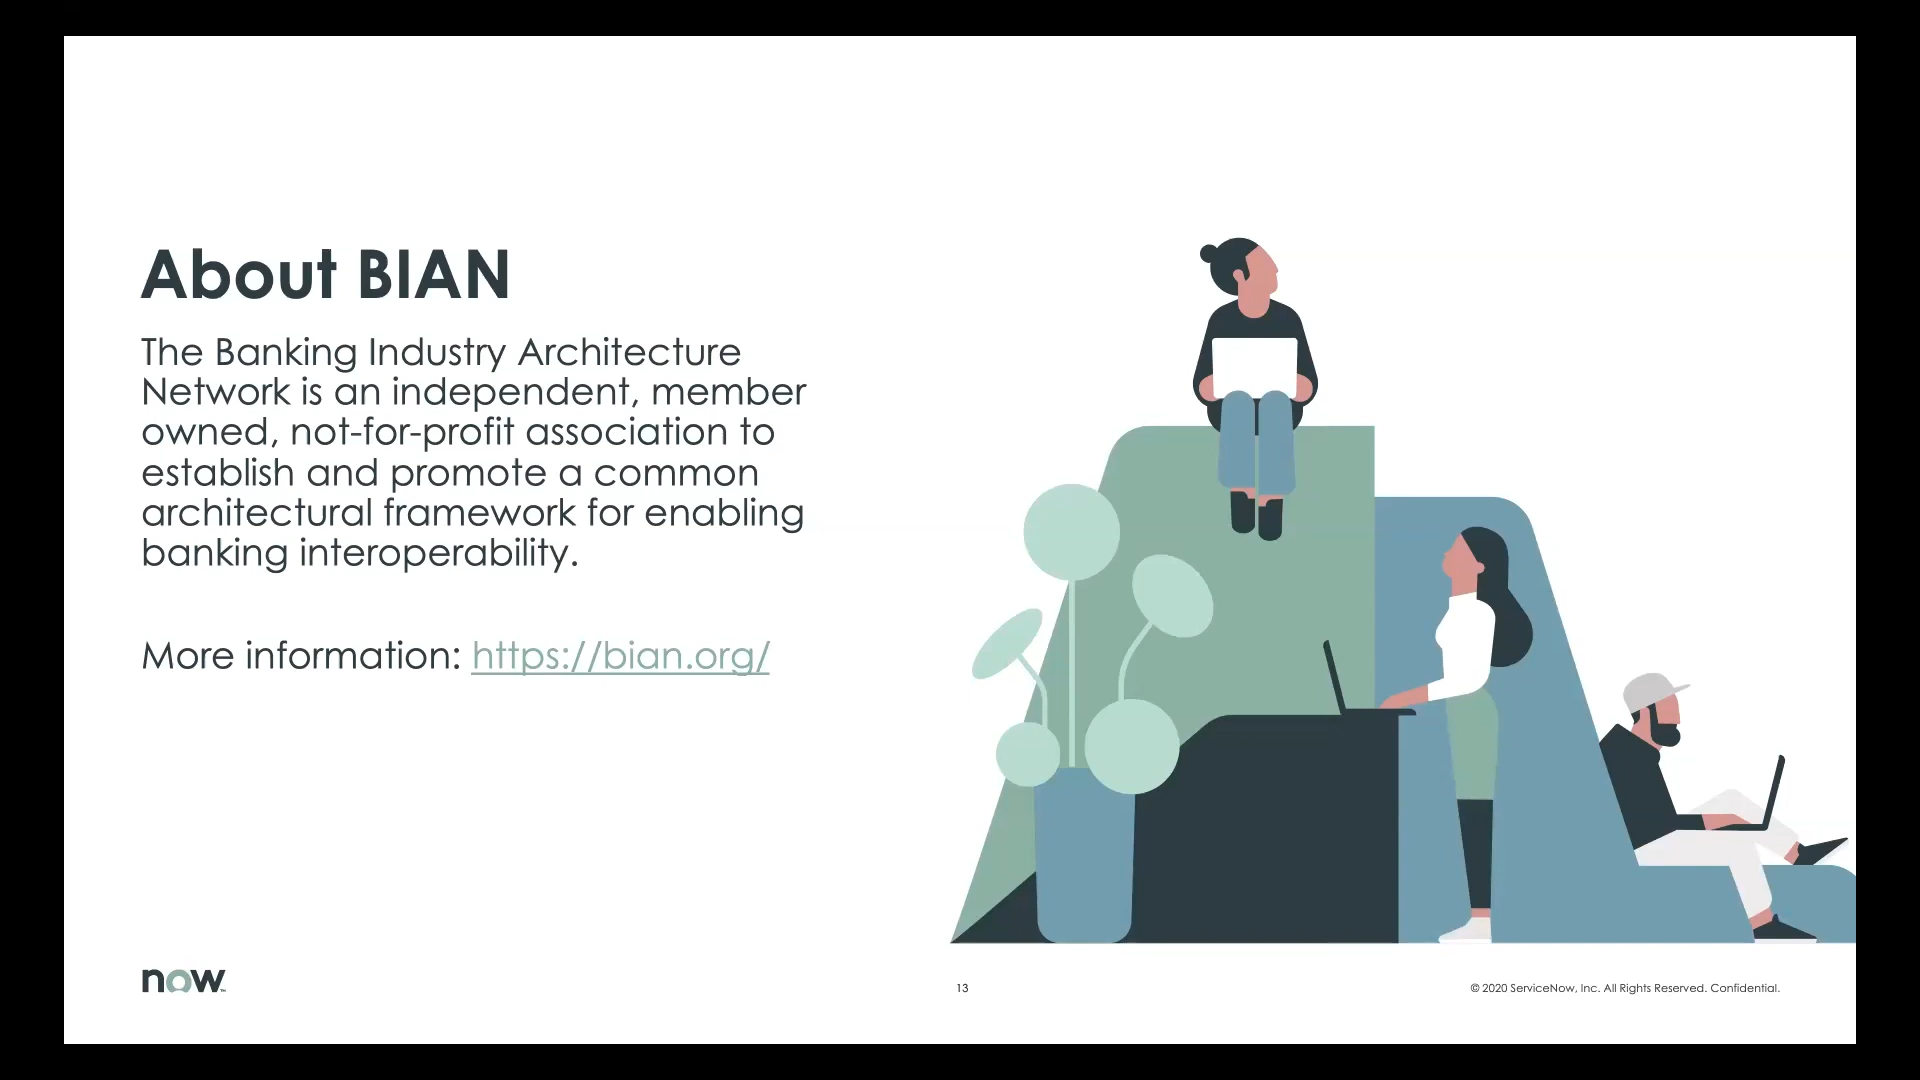 About BIAN
The Banking Industry Architecture
Network is an independent, member
owned, not-for-profit association to
establish and promote a common
architectural framework for enabling
banking interoperability.
More information: https://bian.org/
now™
13
© 2020 ServiceNow, Inc. All Rights Reserved. Confidential.